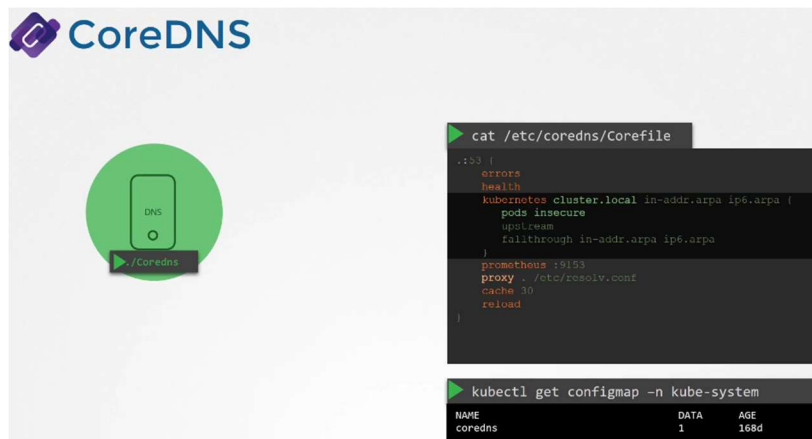 CoreDNS
DNS
./Coredns
cat /etc/coredns/Corefile
.:53 {
errors
health
kubernetes cluster.local in-addr.arpa ip6.arpa {
pods insecure
upstream
fallthrough in-addr.arpa ip6.arpa
}
prometheus :9153
proxy . /etc/resolv.conf
cache 30
reload
}
kubectl get configmap –n kube-system
NAME DATA AGE
coredns 1 168d